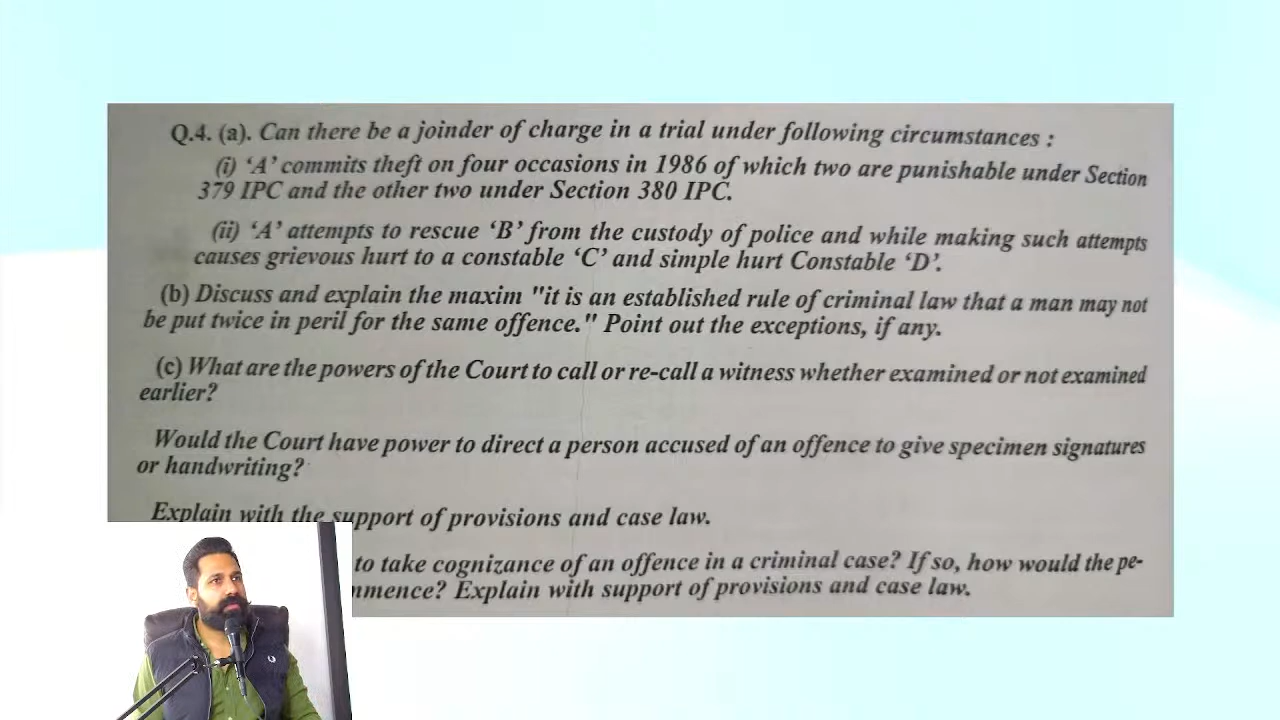 Q.4. (a). Can there be a joinder of charge in a trial under following circumstances :
(i) ‘A’ commits theft on four occasions in 1986 of which two are punishable under Section
379 IPC and the other two under Section 380 IPC.
(ii) ‘A’ attempts to rescue ‘B’ from the custody of police and while making such attempts
causes grievous hurt to a constable ‘C’ and simple hurt Constable ‘D’.
(b) Discuss and explain the maxim "it is an established rule of criminal law that a man may not
be put twice in peril for the same offence." Point out the exceptions, if any.
(c) What are the powers of the Court to call or re-call a witness whether examined or not examined
earlier?
Would the Court have power to direct a person accused of an offence to give specimen signatures
or handwriting?
Explain with the support of provisions and case law.
to take cognizance of an offence in a criminal case? If so, how would the pe-
mmence? Explain with support of provisions and case law.